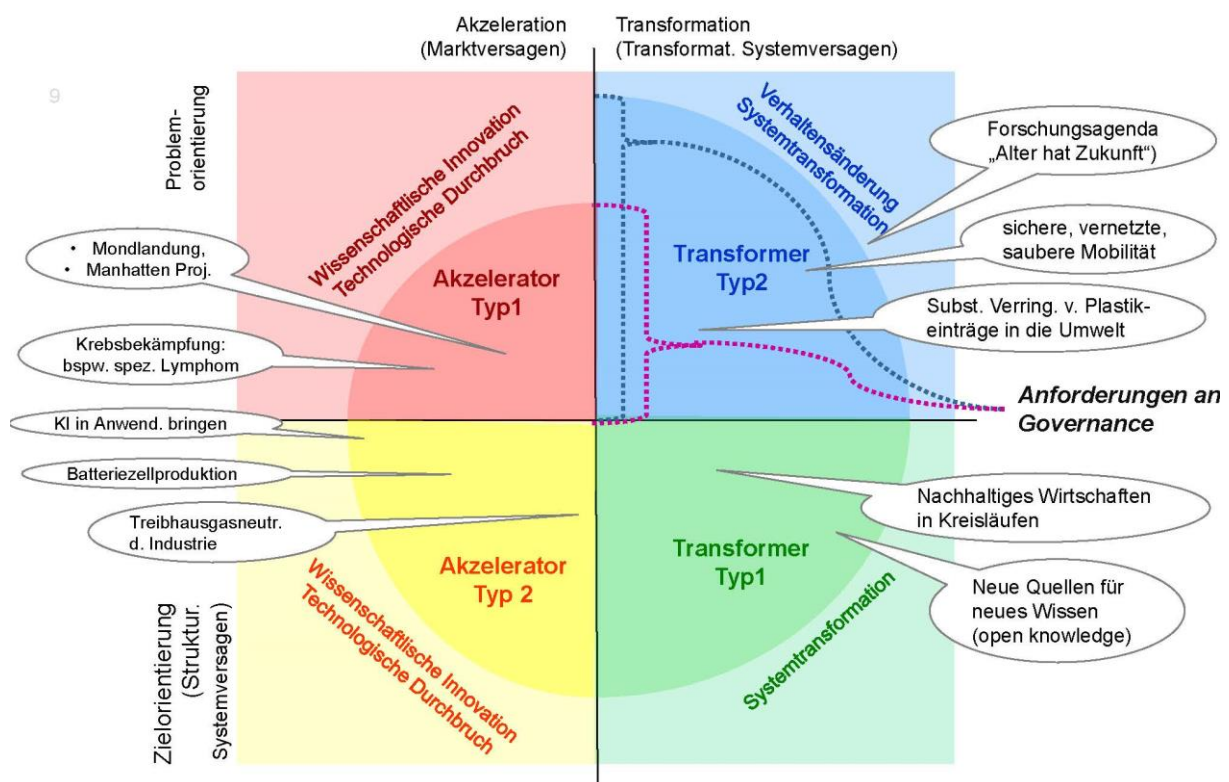 Akzeleration
(Marktversagen)
Transformation
(Transformat. Systemversagen)
9
Problem-
orientierung
Wissenschaftlische Innovation
Technologische Durchbruch
Verhaltensänderung
Systemtransformation
Forschungsagenda
„Alter hat Zukunft“)
• Mondlandung,
• Manhatten Proj.
Akzelerator
Typ1
Transformer
Typ2
sichere, vernetzte,
saubere Mobilität
Subst. Verring. v. Plastik-
einträge in die Umwelt
Krebsbekämpfung:
bspw. spez. Lymphom
Anforderungen an
Governance
KI in Anwend. bringen
Batteriezellproduktion
Treibhausgasneutr.
d. Industrie
Akzelerator
Typ 2
Transformer
Typ1
Nachhaltiges Wirtschaften
in Kreisläufen
Neue Quellen für
neues Wissen
(open knowledge)
Zielorientierung
(Struktur.
Systemversagen)
Wissenschaftlische Innovation
Technologische Durchbruch
Systemtransformation